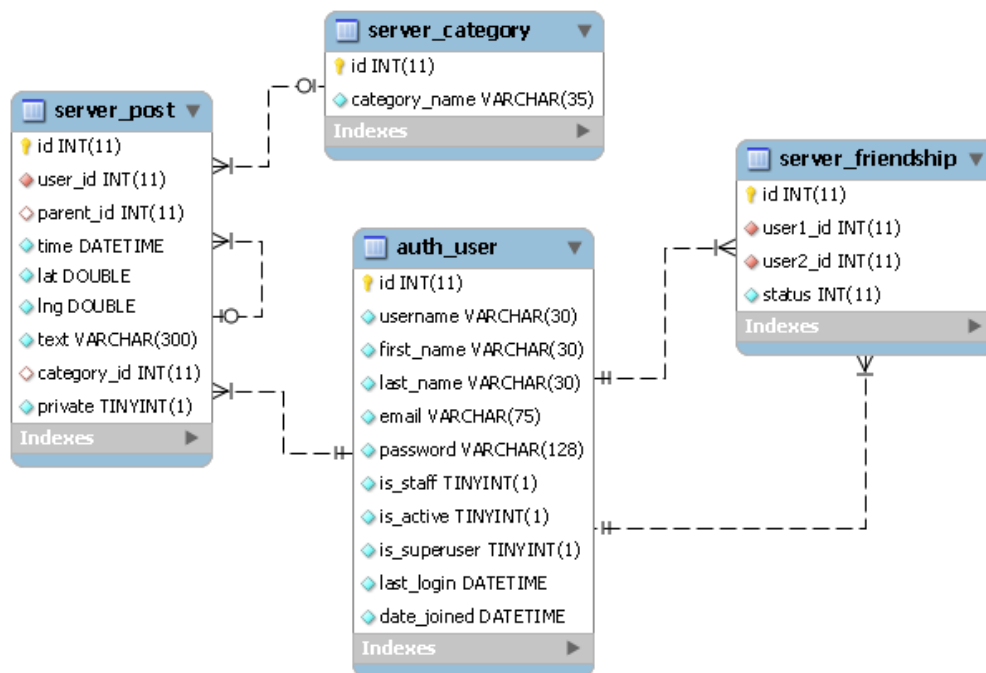 server_category
id INT(11)
category_name VARCHAR(35)
Indexes
server_post
id INT(11)
user_id INT(11)
parent_id INT(11)
time DATETIME
lat DOUBLE
lng DOUBLE
text VARCHAR(300)
category_id INT(11)
private TINYINT(1)
Indexes
auth_user
id INT(11)
username VARCHAR(30)
first_name VARCHAR(30)
last_name VARCHAR(30)
email VARCHAR(75)
password VARCHAR(128)
is_staff TINYINT(1)
is_active TINYINT(1)
is_superuser TINYINT(1)
last_login DATETIME
date_joined DATETIME
Indexes
server_friendship
id INT(11)
user1_id INT(11)
user2_id INT(11)
status INT(11)
Indexes